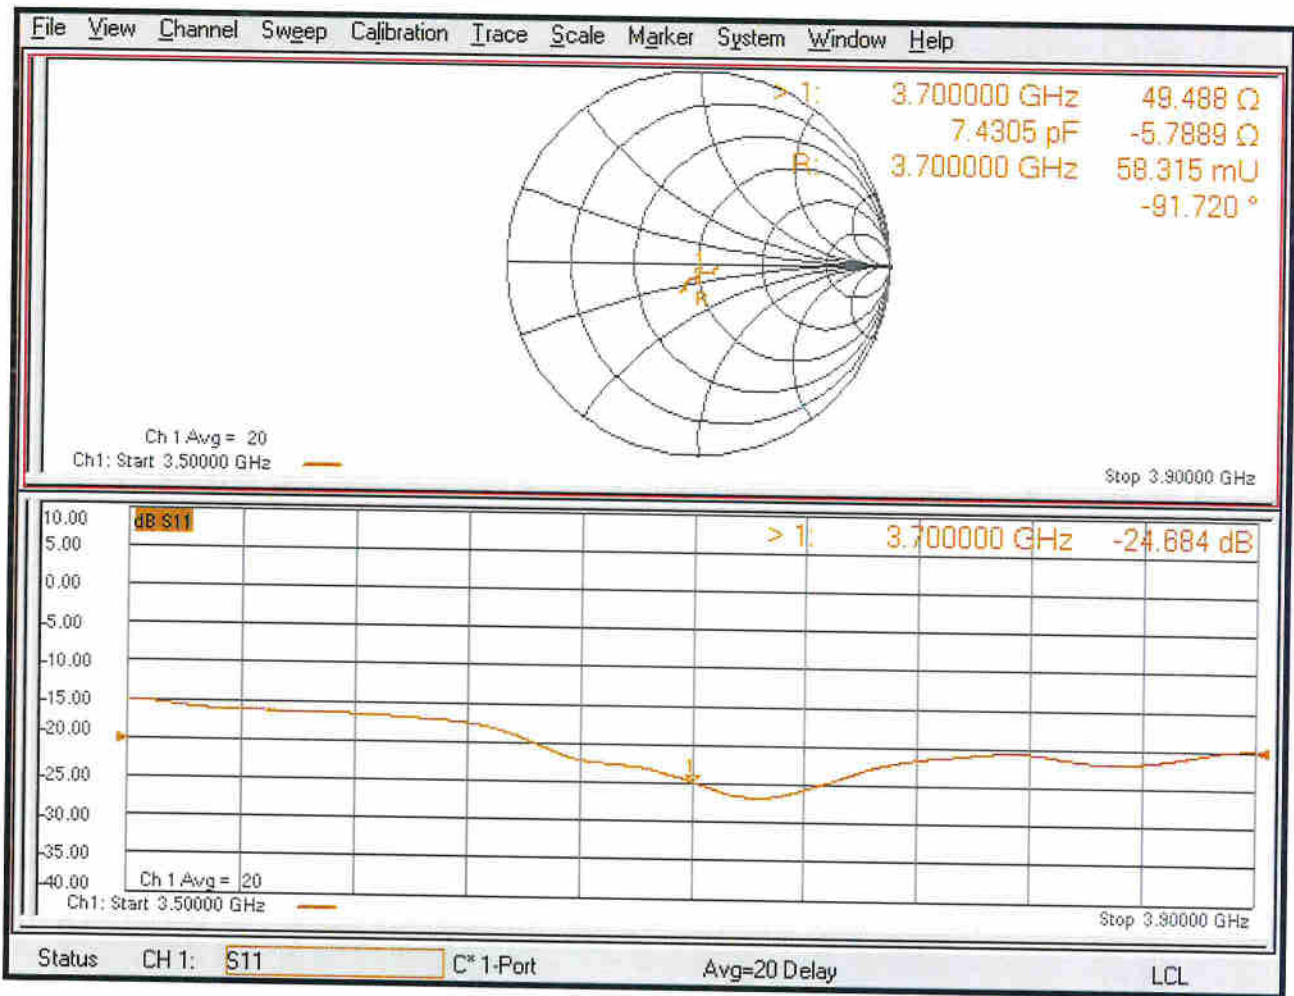 File View Channel Sweep Calibration Trace Scale Marker System Window Help
> 1: 3.700000 GHz 49.488 Ω
7.4305 pF -5.7889 Ω
R: 3.700000 GHz 58.315 mU
-91.720 °
1
R
Ch 1 Avg = 20
Ch1: Start 3.50000 GHz
Stop 3.90000 GHz
10.00
dB S11
> 1: 3.700000 GHz -24.684 dB
5.00
0.00
-5.00
-10.00
-15.00
-20.00
-25.00
1
-30.00
-35.00
-40.00
Ch 1 Avg = 20
Ch1: Start 3.50000 GHz
Stop 3.90000 GHz
Status CH 1: S11 C* 1-Port Avg=20 Delay LCL